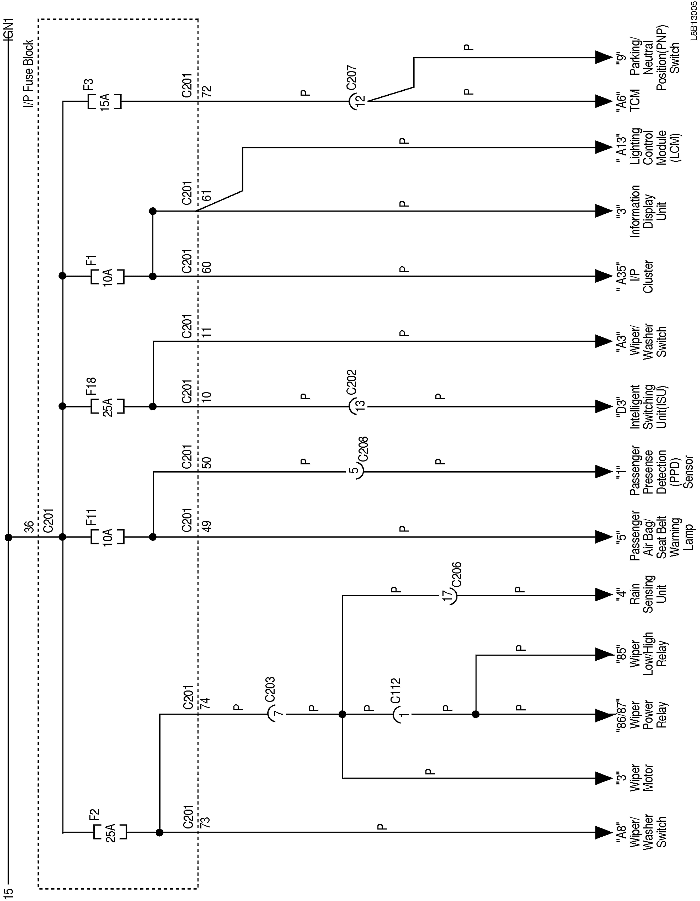 15
IGN1
I/P Fuse Block
36
C201
F2
25A
F11
10A
F18
25A
F1
10A
F3
15A
C201
73
C201
74
C201
49
C201
50
C201
10
C201
11
C201
60
C201
61
C201
72
P
P
7
C203
P
P
P
1
C112
P
P
P
17
C206
P
P
P
5
C208
P
P
13
C202
P
P
P
P
P
P
12
C207
P
P
"A8"
Wiper/
Washer
Switch
"3"
Wiper
Motor
"86/87"
Wiper
Power
Relay
"85"
Wiper
Low/High
Relay
"4"
Rain
Sensing
Unit
"5"
Passenger
Air Bag/
Seat Belt
Warning
Lamp
"1"
Passenger
Presense
Detection
(PPD)
Sensor
"D3"
Intelligent
Switching
Unit(ISU)
"A3"
Wiper/
Washer
Switch
" A35"
I/P
Cluster
"3"
Information
Display
Unit
" A13"
Lighting
Control
Module
(LCM)
"A6"
TCM
"9"
Parking/
Neutral
Position(PNP)
Switch
L5B13005